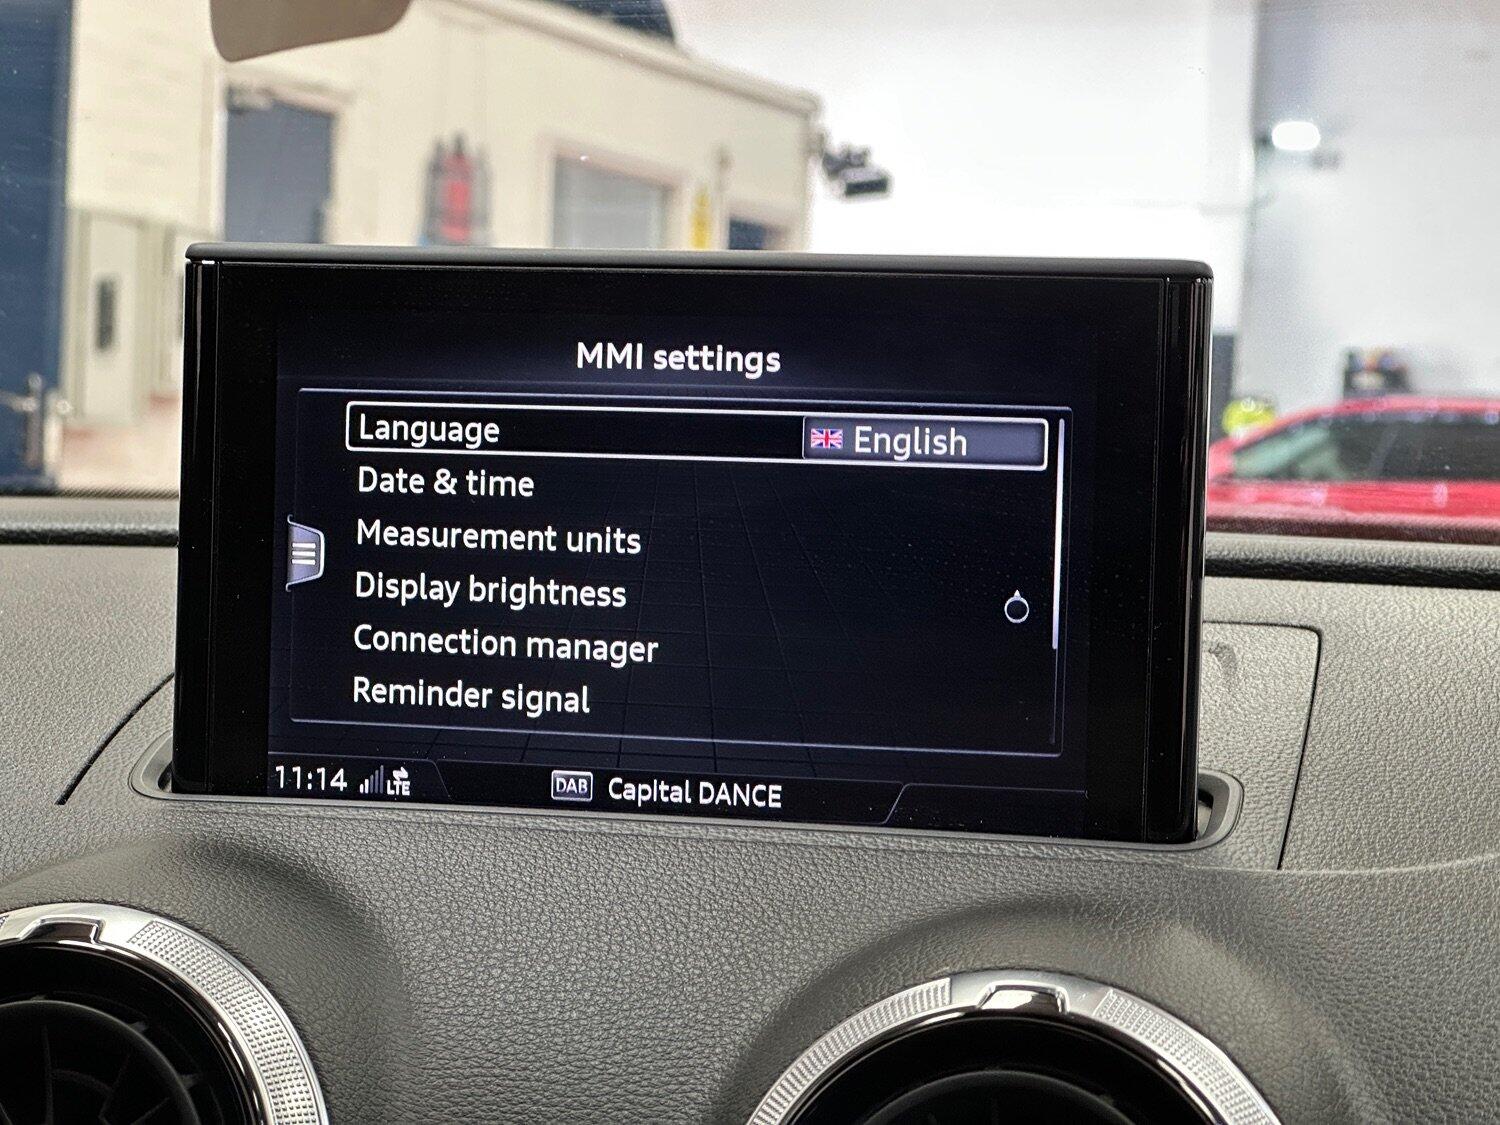 MMI settings
Language English
Date & time
Measurement units
Display brightness
Connection manager
Reminder signal
11:14 LTE DAB Capital DANCE